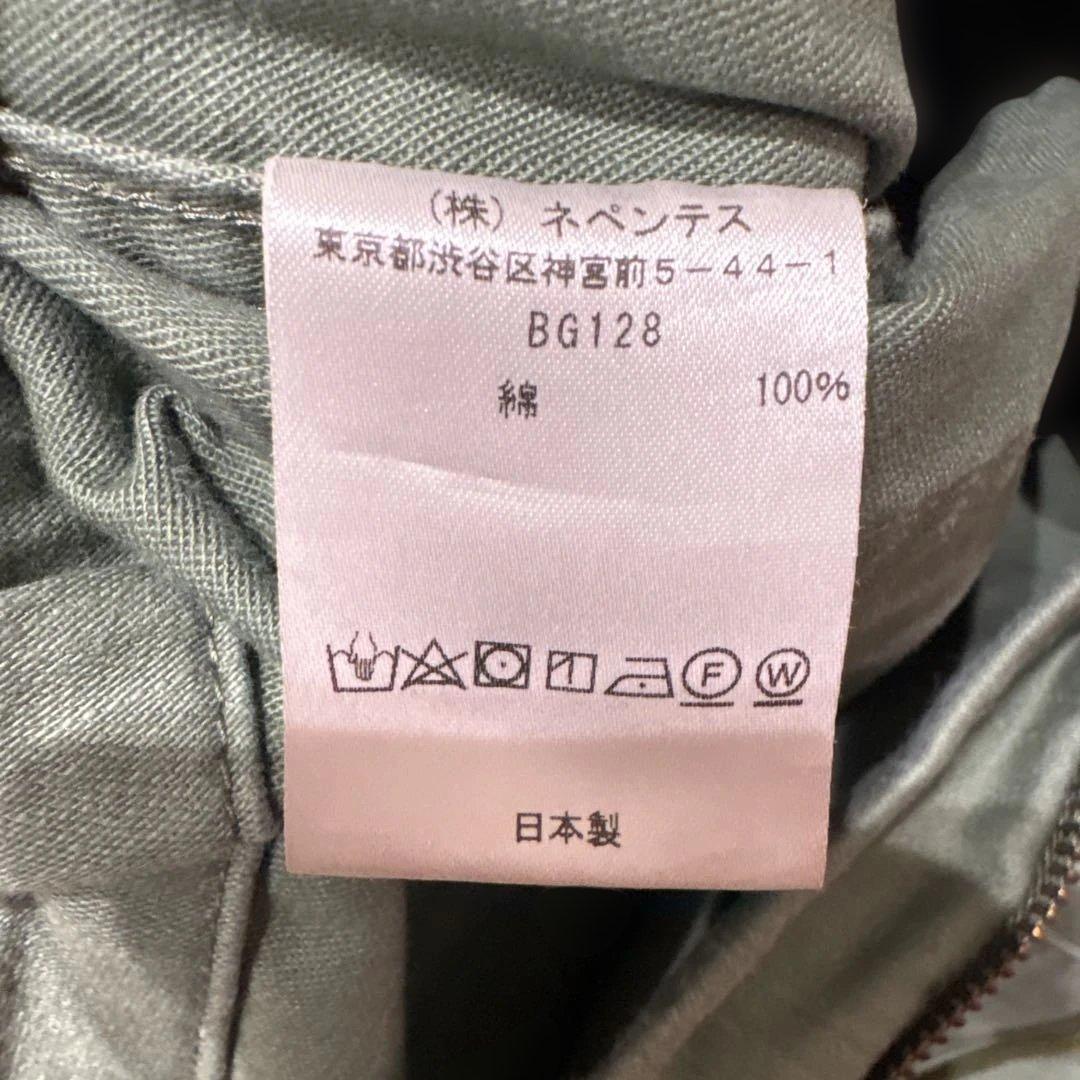 (株) ネペンテス
東京都渋谷区神宮前5-44-1
BG128
綿 100%
F W
日本製